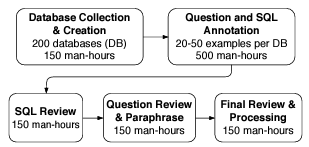 Database Collection
& Creation
200 databases (DB)
150 man-hours
Question and SQL
Annotation
20-50 examples per DB
500 man-hours
SQL Review
150 man-hours
Question Review
& Paraphrase
150 man-hours
Final Review &
Processing
150 man-hours